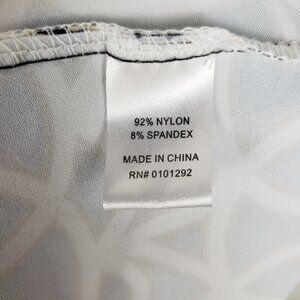 92% NYLON
8% SPANDEX
MADE IN CHINA
RN# 0101292